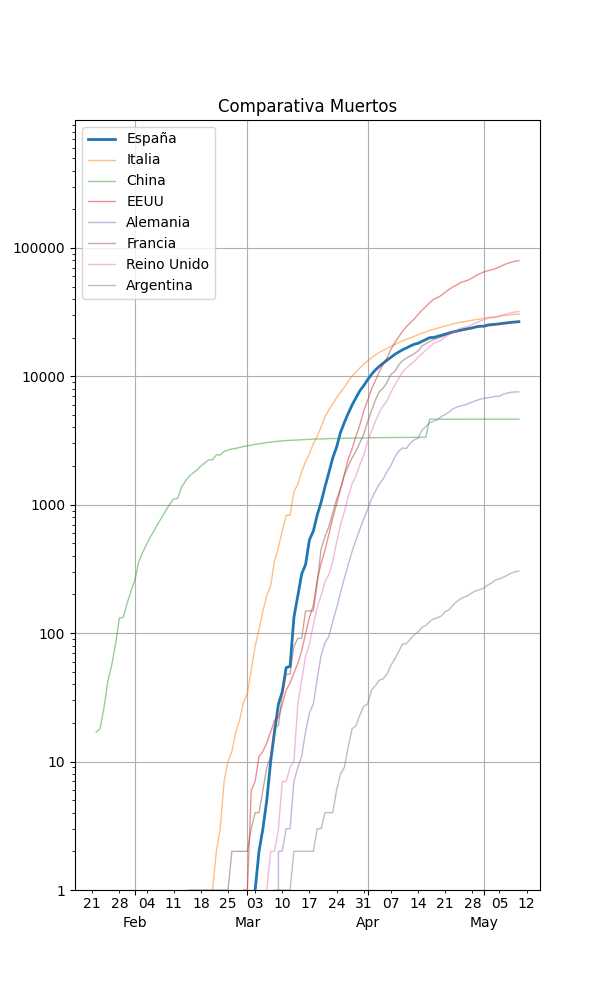 Comparativa Muertos
España
Italia
China
EEUU
Alemania
Francia
Reino Unido
Argentina
100000
10000
1000
100
10
1
21 28 04 11 18 25 03 10 17 24 31 07 14 21 28 05 12
Feb Mar Apr May